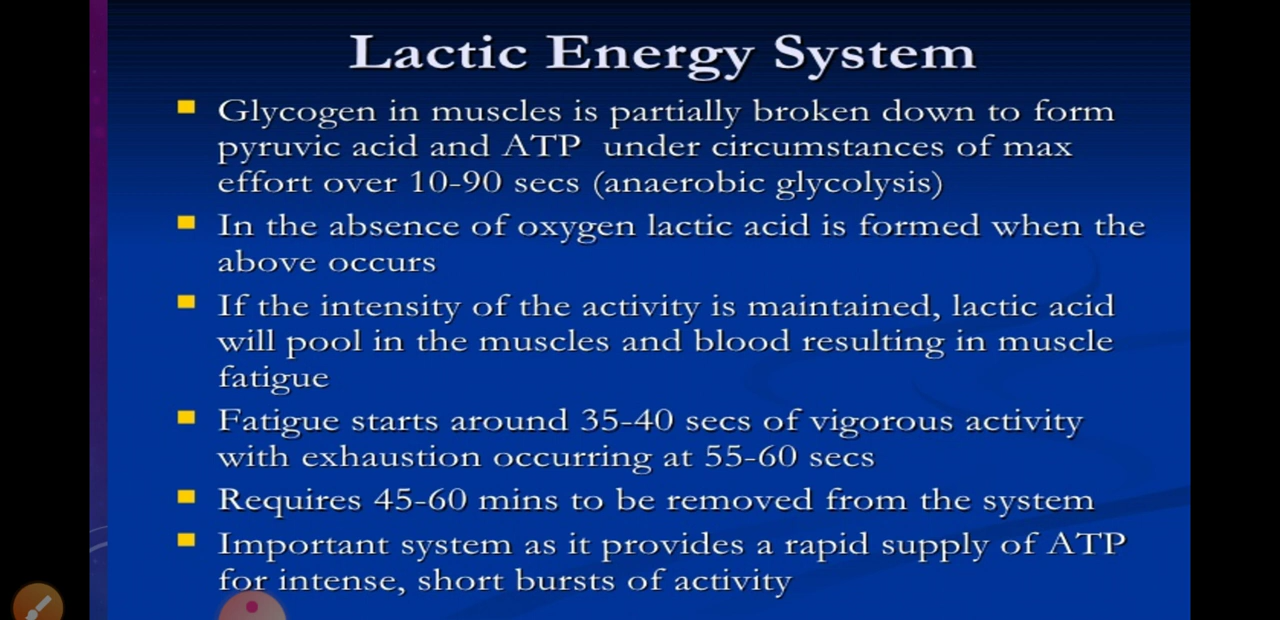 Lactic Energy System
Glycogen in muscles is partially broken down to form
pyruvic acid and ATP under circumstances of max
effort over 10-90 secs (anaerobic glycolysis)
In the absence of oxygen lactic acid is formed when the
above occurs
If the intensity of the activity is maintained, lactic acid
will pool in the muscles and blood resulting in muscle
fatigue
Fatigue starts around 35-40 secs of vigorous activity
with exhaustion occurring at 55-60 secs
Requires 45-60 mins to be removed from the system
Important system as it provides a rapid supply of ATP
for intense, short bursts of activity